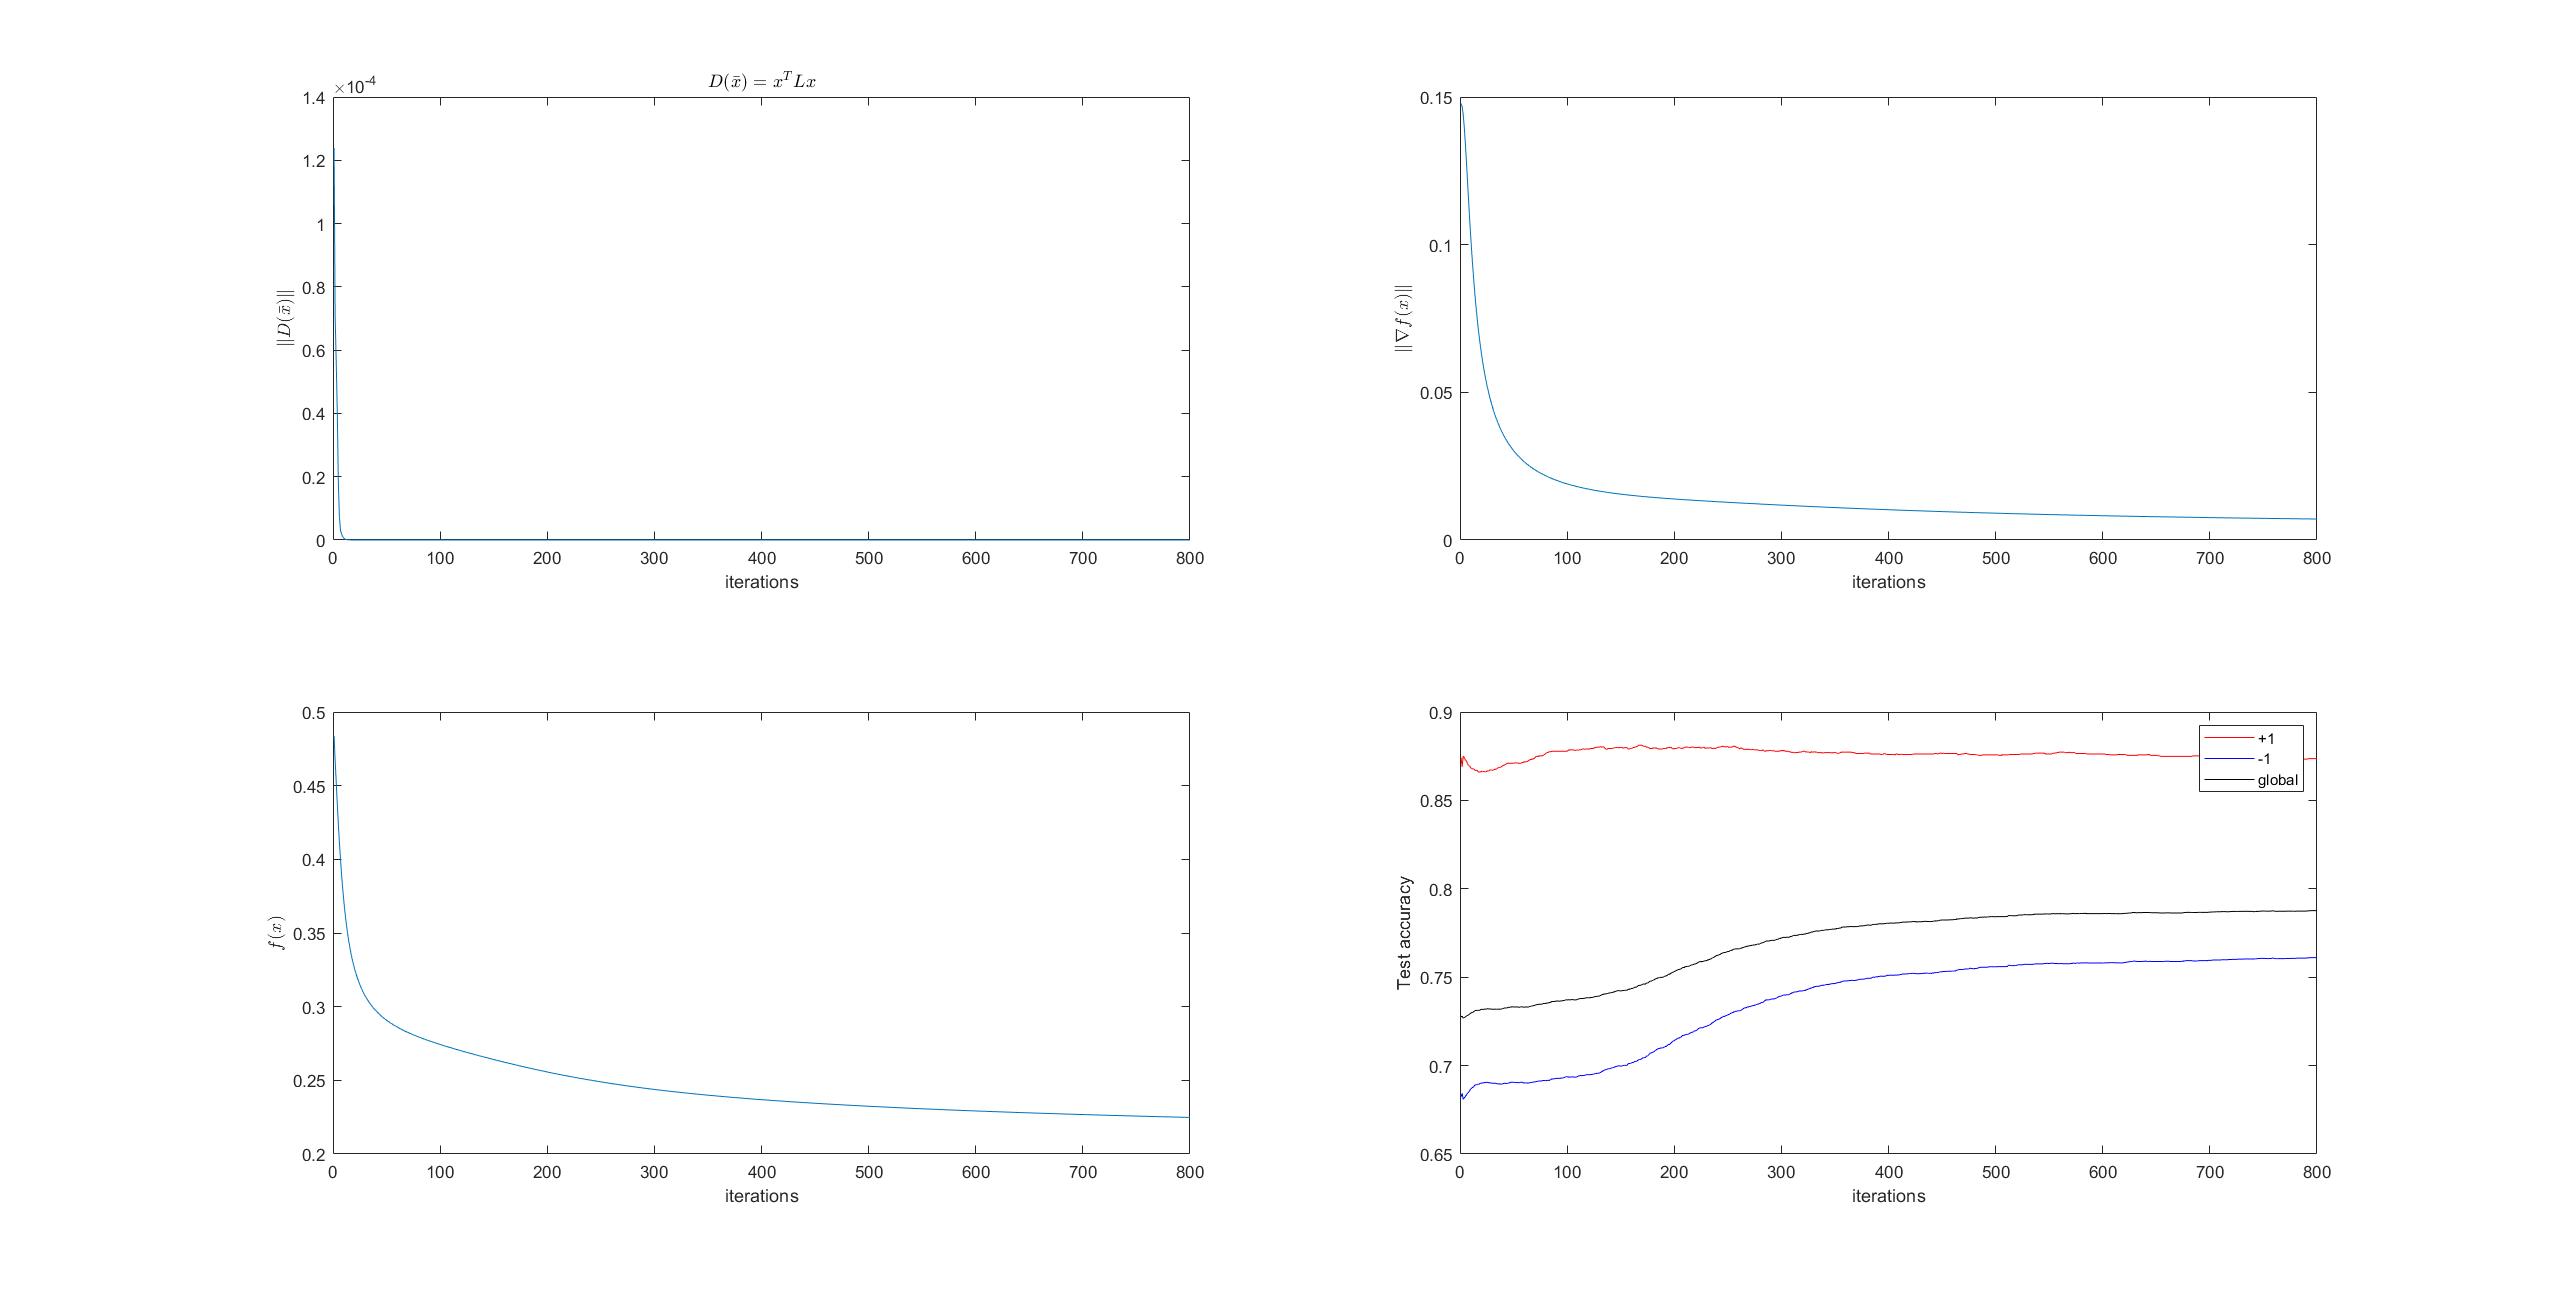 D(x̄) = xᵀLx
×10⁻⁴
1.4
1.2
1
0.8
0.6
0.4
0.2
0
||D(x̄)||
0 100 200 300 400 500 600 700 800
iterations
0.15
0.1
0.05
0
||∇f(x)||
0 100 200 300 400 500 600 700 800
iterations
0.5
0.45
0.4
0.35
0.3
0.25
0.2
f(x)
0 100 200 300 400 500 600 700 800
iterations
0.9
0.85
0.8
0.75
0.7
0.65
Test accuracy
+1
-1
global
0 100 200 300 400 500 600 700 800
iterations